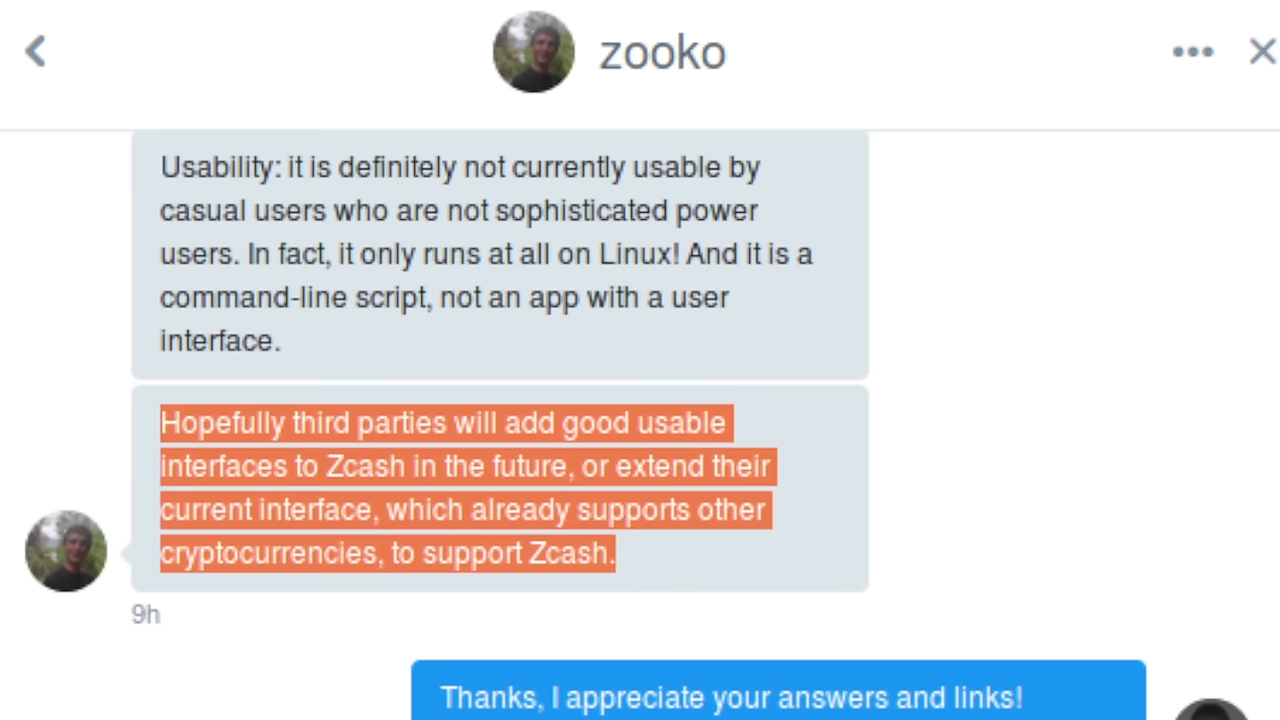 zooko
Usability: it is definitely not currently usable by
casual users who are not sophisticated power
users. In fact, it only runs at all on Linux! And it is a
command-line script, not an app with a user
interface.
Hopefully third parties will add good usable
interfaces to Zcash in the future, or extend their
current interface, which already supports other
cryptocurrencies, to support Zcash.
9h
Thanks, I appreciate your answers and links!